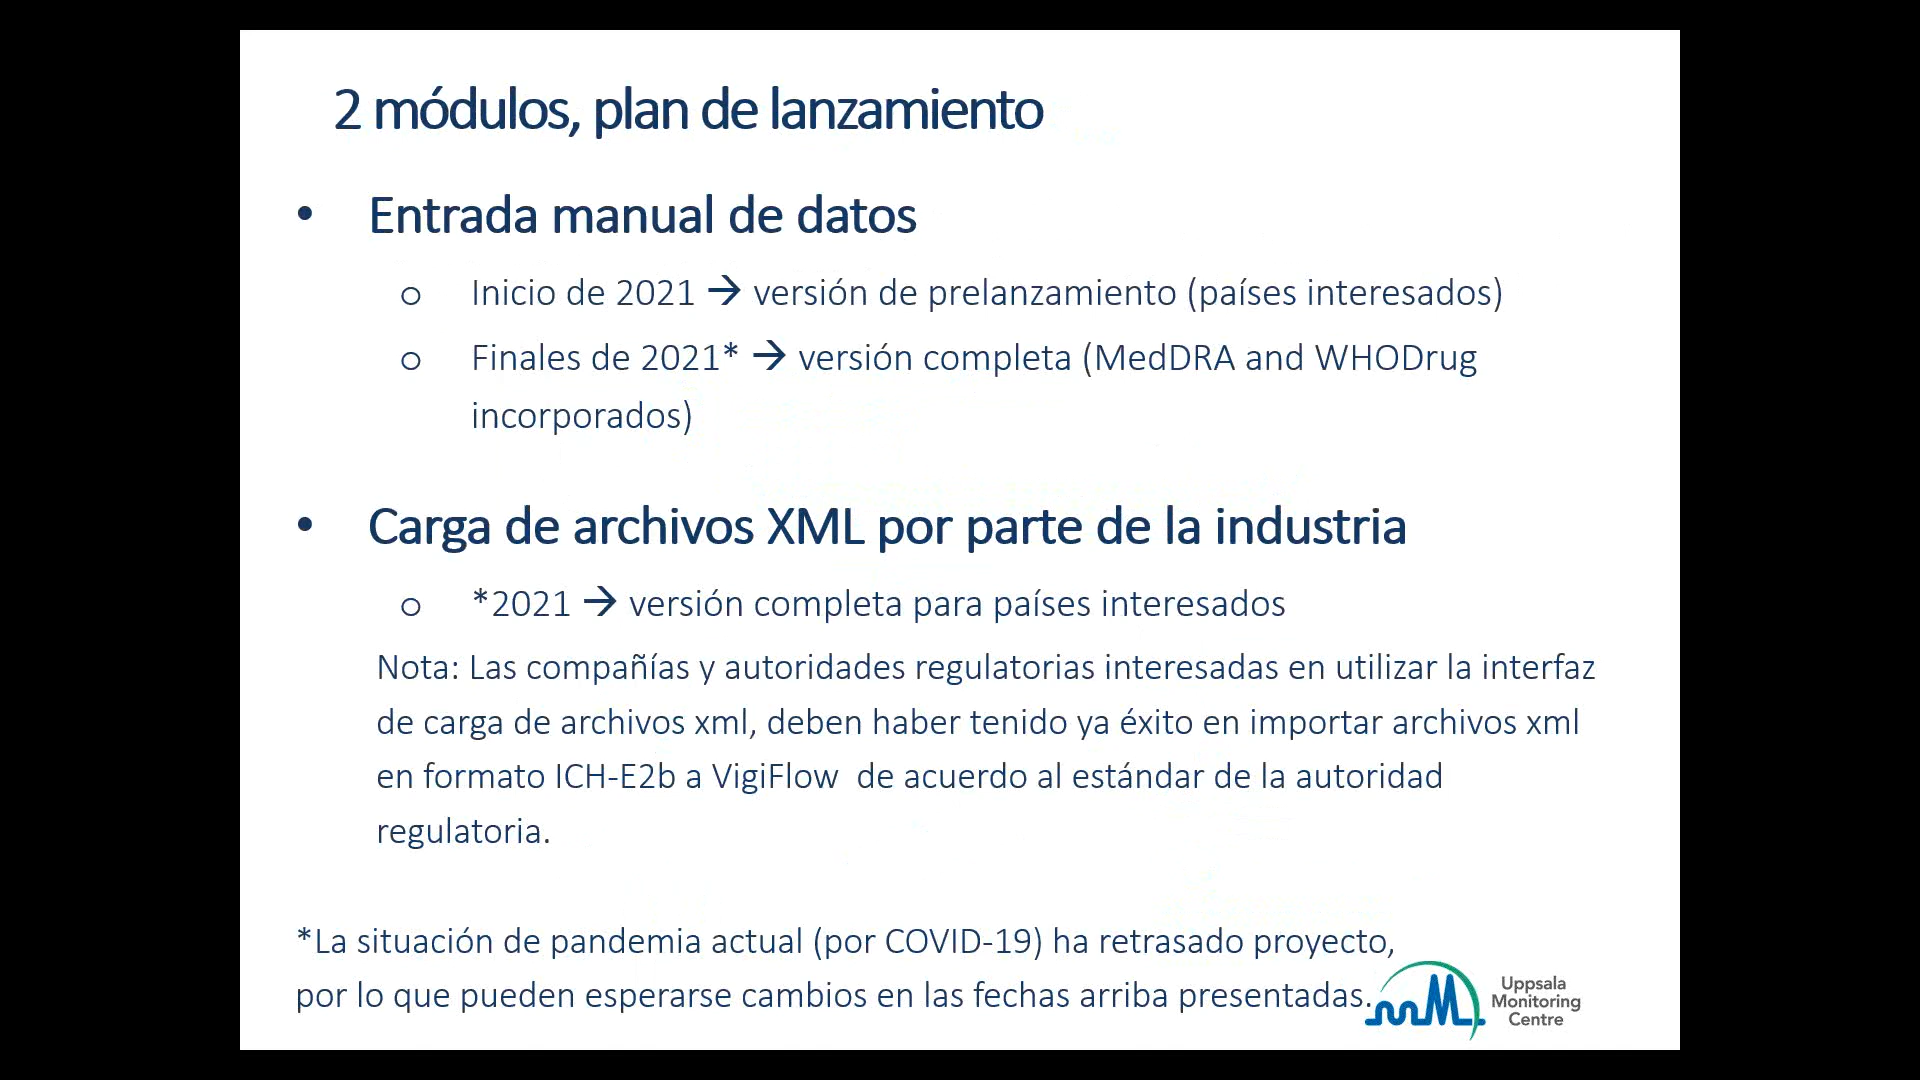 2 módulos, plan de lanzamiento
• Entrada manual de datos
o Inicio de 2021 → versión de prelanzamiento (países interesados)
o Finales de 2021* → versión completa (MedDRA and WHODrug
incorporados)
• Carga de archivos XML por parte de la industria
o *2021 → versión completa para países interesados
Nota: Las compañías y autoridades regulatorias interesadas en utilizar la interfaz
de carga de archivos xml, deben haber tenido ya éxito en importar archivos xml
en formato ICH-E2b a VigiFlow de acuerdo al estándar de la autoridad
regulatoria.
*La situación de pandemia actual (por COVID-19) ha retrasado proyecto,
por lo que pueden esperarse cambios en las fechas arriba presentadas.
Uppsala
Monitoring
Centre